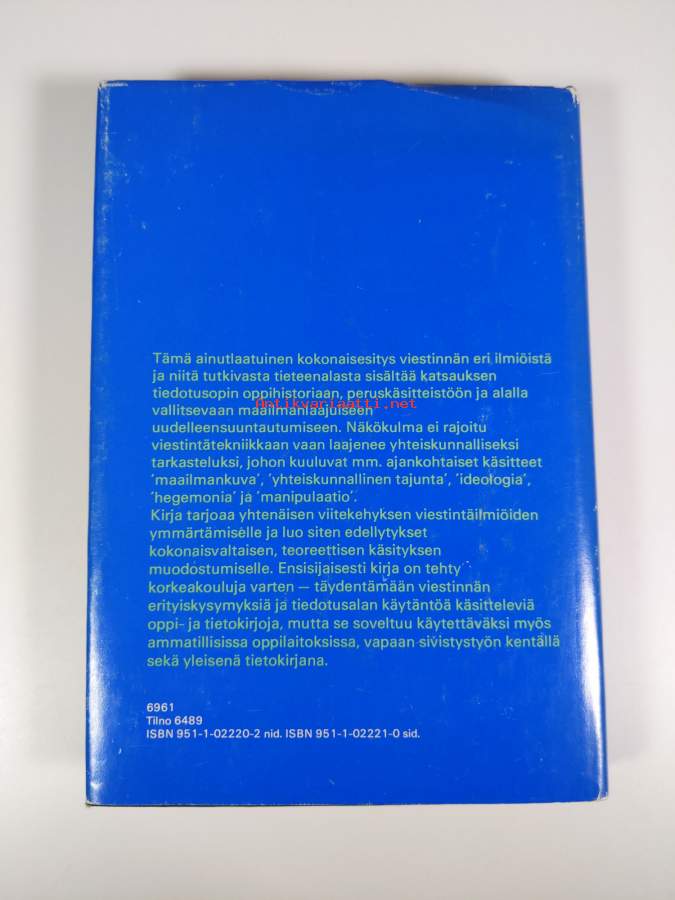 Tämä ainutlaatuinen kokonaisesitys viestinnän eri ilmiöistä
ja niitä tutkivasta tieteenalasta sisältää katsauksen
tiedotusopin oppihistoriaan, peruskäsitteistöön ja alalla
Antikvariaatti.net
vallitsevaan maailmanlaajuiseen
uudelleensuuntautumiseen. Näkökulma ei rajoitu
viestintätekniikkaan vaan laajenee yhteiskunnalliseksi
tarkasteluksi, johon kuuluvat mm. ajankohtaiset käsitteet
'maailmankuva', 'yhteiskunnallinen tajunta', 'ideologia',
'hegemonia' ja 'manipulaatio'.
Kirja tarjoaa yhtenäisen viitekehyksen viestintäilmiöiden
ymmärtämiselle ja luo siten edellytykset
kokonaisvaltaisen, teoreettisen käsityksen
muodostumiselle. Ensisijaisesti kirja on tehty
korkeakouluja varten — täydentämään viestinnän
erityiskysymyksiä ja tiedotusalan käytäntöä käsitteleviä
oppi- ja tietokirjoja, mutta se soveltuu käytettäväksi myös
ammatillisissa oppilaitoksissa, vapaan sivistystyön kentällä
sekä yleisenä tietokirjana.
6961
Tilno 6489
ISBN 951-1-02220-2 nid. ISBN 951-1-02221-0 sid.